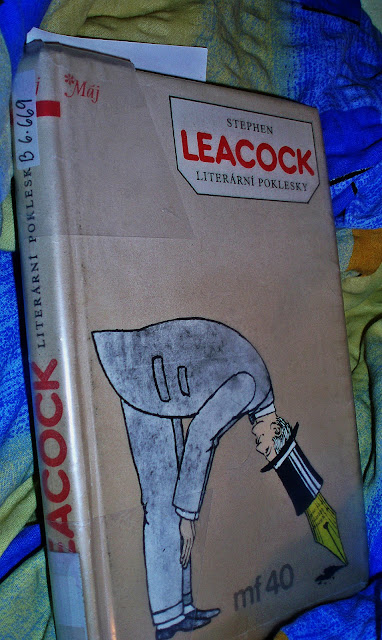 *Máj
STEPHEN
LEACOCK
LITERÁRNÍ POKLESKY
mf 40
LEACOCK LITERÁRNÍ POKLESK
B 6.669